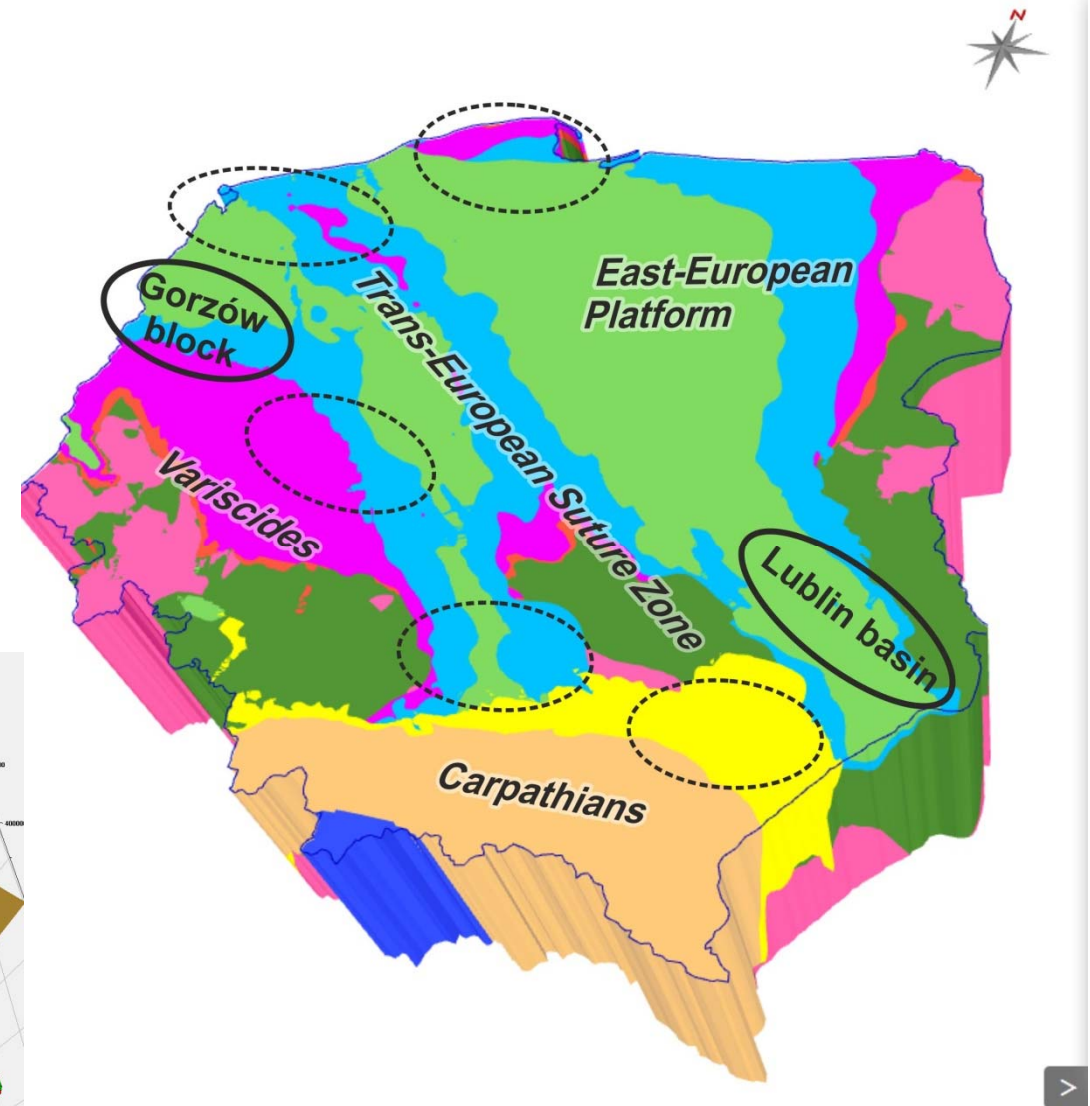 N
Gorzów
block
East-European
Platform
Trans-European Suture Zone
Variscides
Lublin basin
Carpathians
>